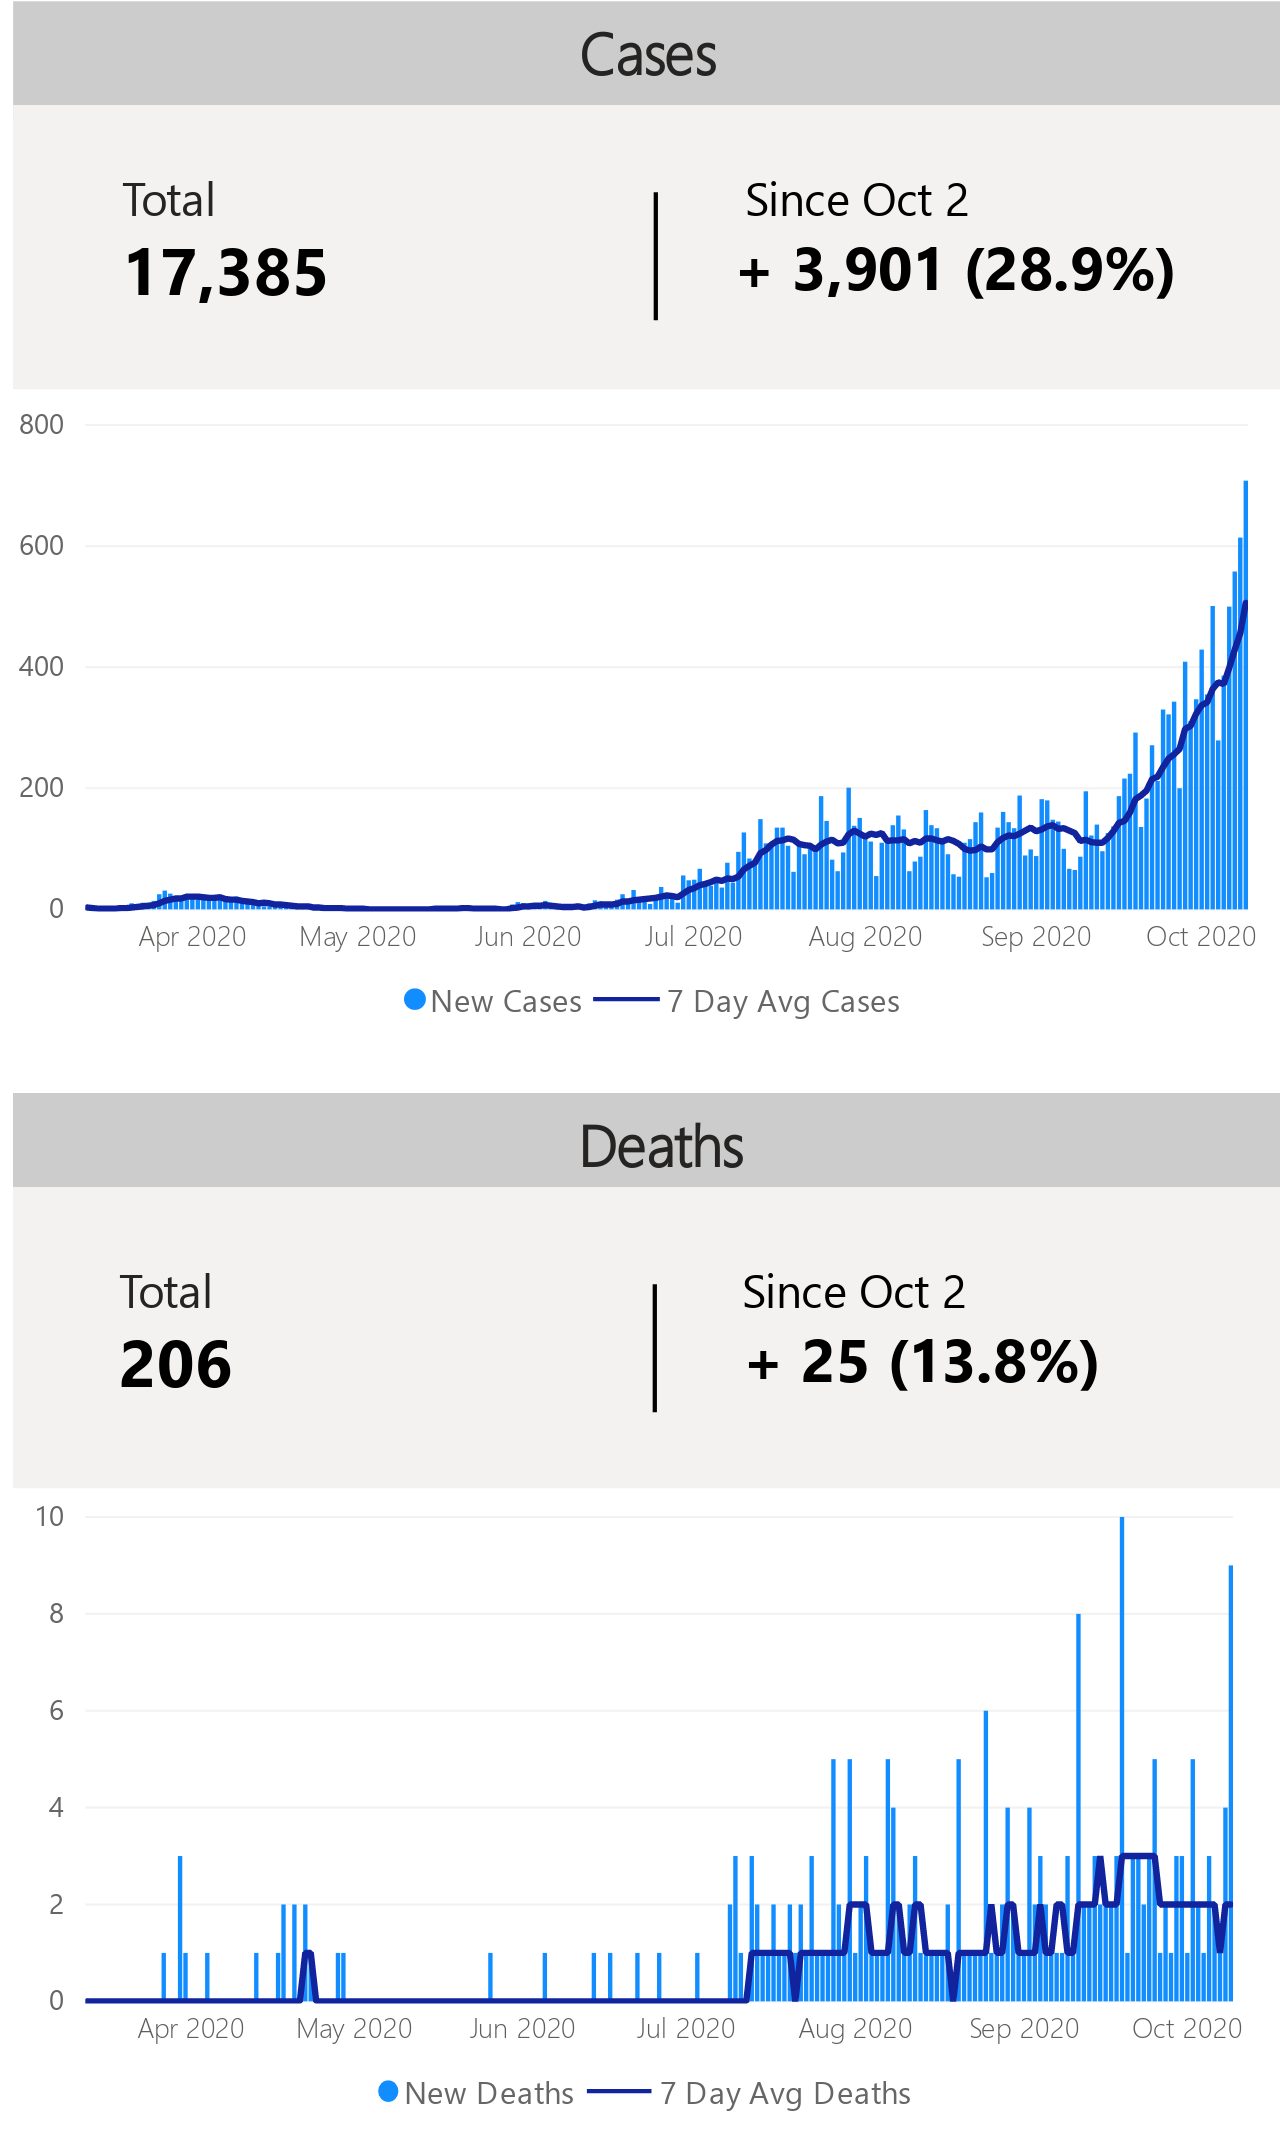 Cases
Total
Since Oct 2
17,385
+ 3,901 (28.9%)
800
600
400
200
0
Apr 2020 May 2020 Jun 2020 Jul 2020 Aug 2020 Sep 2020 Oct 2020
New Cases 7 Day Avg Cases
Deaths
Total
Since Oct 2
206
+ 25 (13.8%)
10
8
6
4
2
0
Apr 2020 May 2020 Jun 2020 Jul 2020 Aug 2020 Sep 2020 Oct 2020
New Deaths 7 Day Avg Deaths